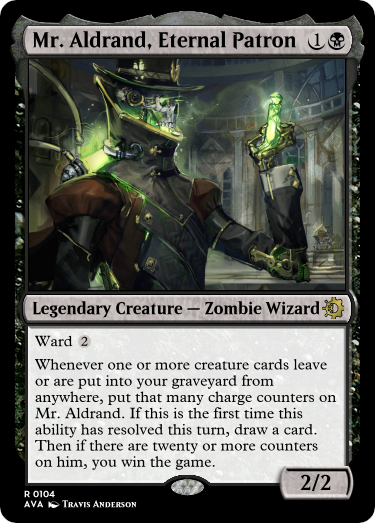 Mr. Aldrand, Eternal Patron 1
Legendary Creature — Zombie Wizard
Ward 2
Whenever one or more creature cards leave
or are put into your graveyard from
anywhere, put that many charge counters on
Mr. Aldrand. If this is the first time this
ability has resolved this turn, draw a card.
Then if there are twenty or more counters
on him, you win the game.
2/2
R 0104
AVA Travis Anderson